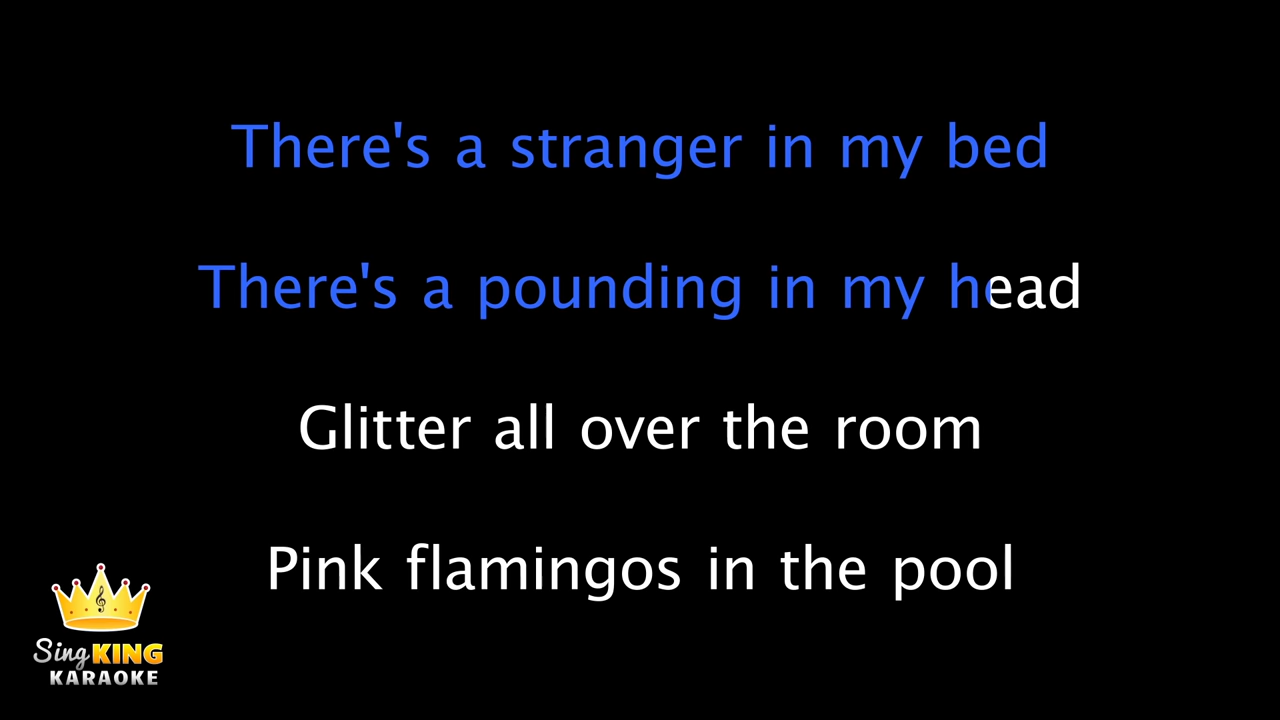 There's a stranger in my bed
There's a pounding in my head
Glitter all over the room
Pink flamingos in the pool
Sing KING
KARAOKE